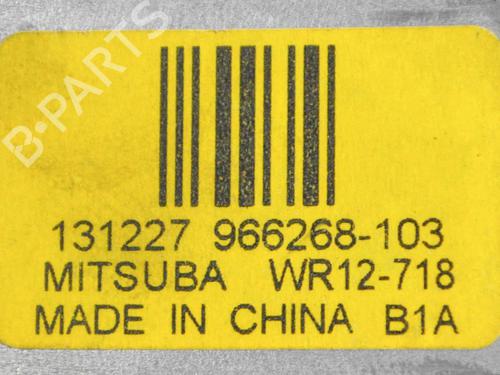 B-PARTS
131227 966268-103
MITSUBA WR12-718
MADE IN CHINA B1A